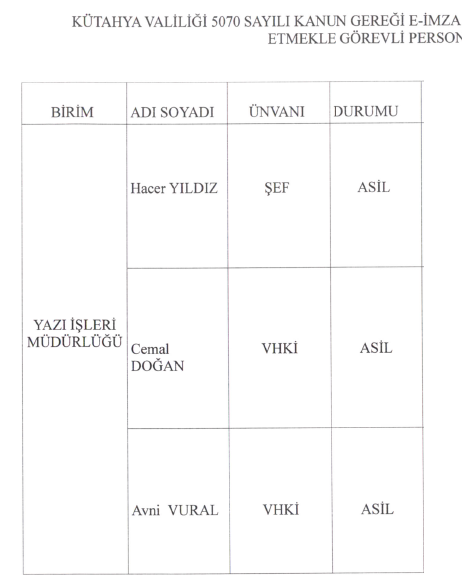 KÜTAHYA VALİLİĞİ 5070 SAYILI KANUN GEREĞİ E-İMZA
ETMEKLE GÖREVLİ PERSON
BİRİM ADI SOYADI ÜNVANI DURUMU
Hacer YILDIZ ŞEF ASİL
YAZI İŞLERİ
MÜDÜRLÜĞÜ
Cemal
DOĞAN VHKİ ASİL
Avni VURAL VHKİ ASİL